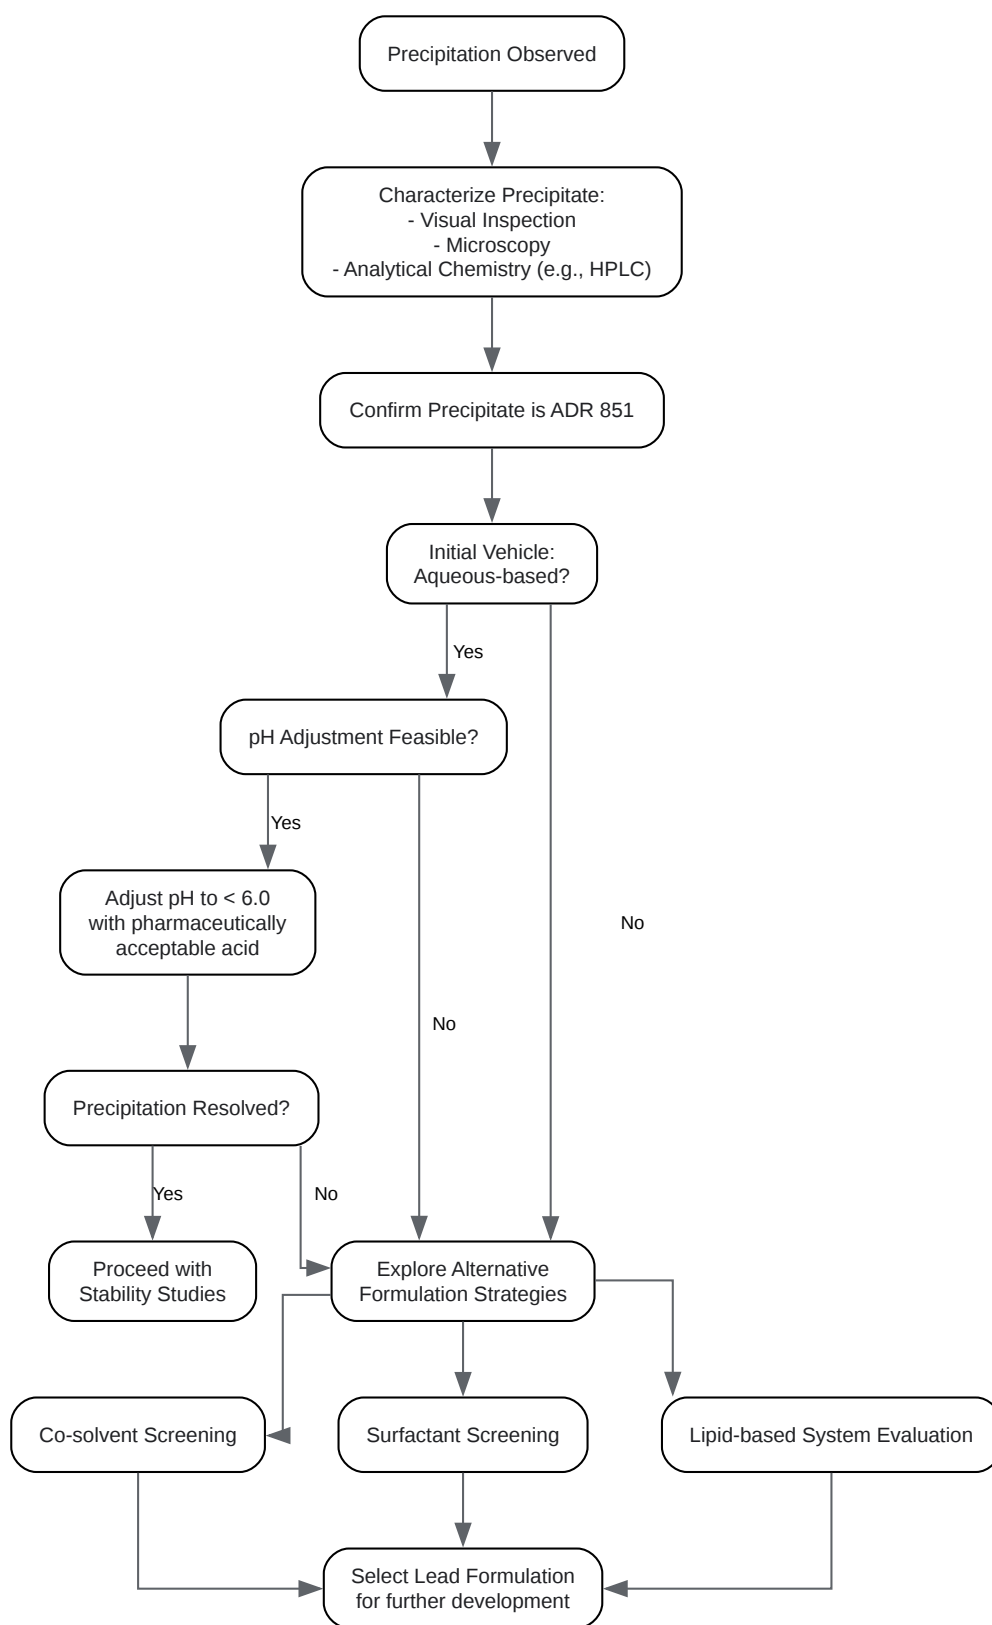 Precipitation Observed
Characterize Precipitate:
- Visual Inspection
- Microscopy
- Analytical Chemistry (e.g., HPLC)
Confirm Precipitate is ADR 851
Initial Vehicle:
Aqueous-based?
Yes
pH Adjustment Feasible?
Yes
Adjust pH to < 6.0
with pharmaceutically
acceptable acid
No
No
Precipitation Resolved?
Yes
No
Proceed with
Stability Studies
Explore Alternative
Formulation Strategies
Co-solvent Screening
Surfactant Screening
Lipid-based System Evaluation
Select Lead Formulation
for further development